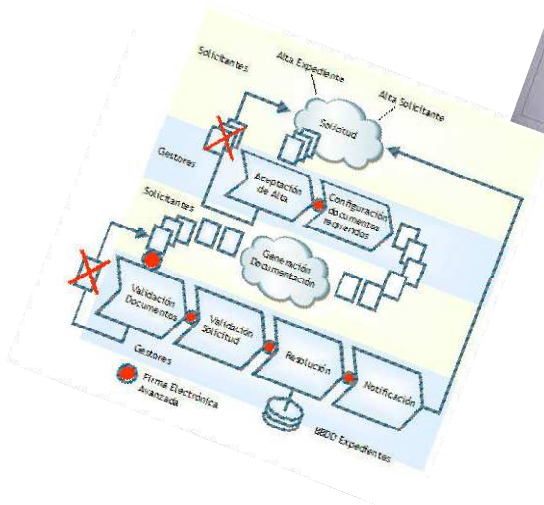 Solicitantes
Alta Expediente
Alta Solicitante
Solicitud
Gestores
Aceptación
de Alta
Configuración
documentos
requeridos
Solicitantes
Generación
Documentación
Validación
Documentos
Validación
Solicitud
Resolución
Notificación
Gestores
Firma Electrónica
Avanzada
BBDD Expedientes